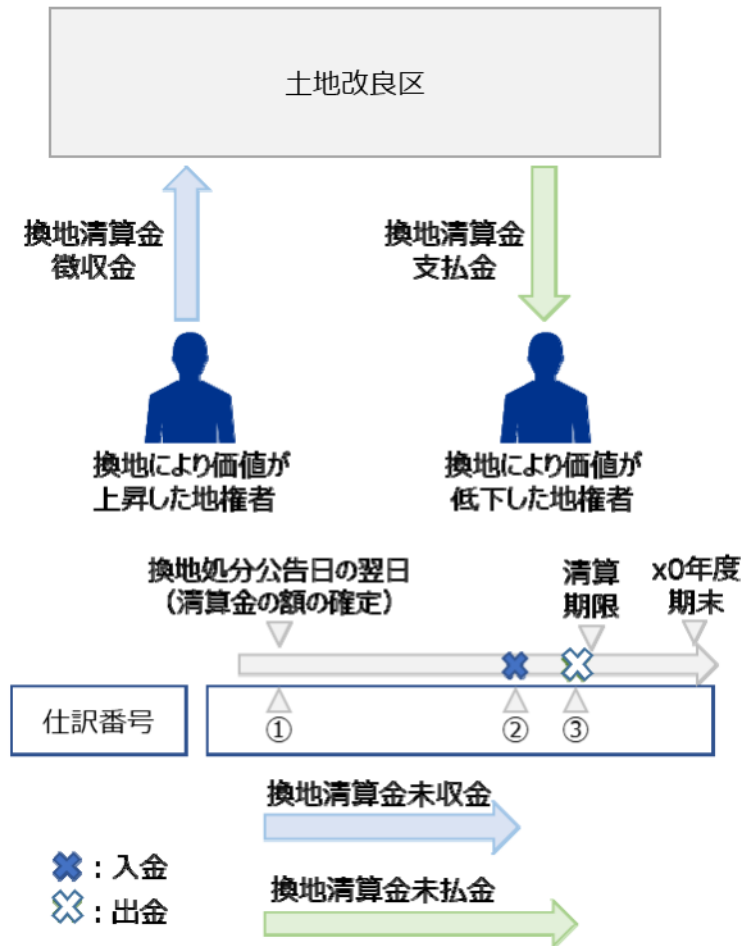 土地改良区
換地清算金
徴収金
換地清算金
支払金
換地により価値が
上昇した地権者
換地により価値が
低下した地権者
換地処分公告日の翌日
（清算金の額の確定）
清算
期限
x0年度
期末
仕訳番号
①
②
③
換地清算金未収金
換地清算金未払金
：入金
：出金